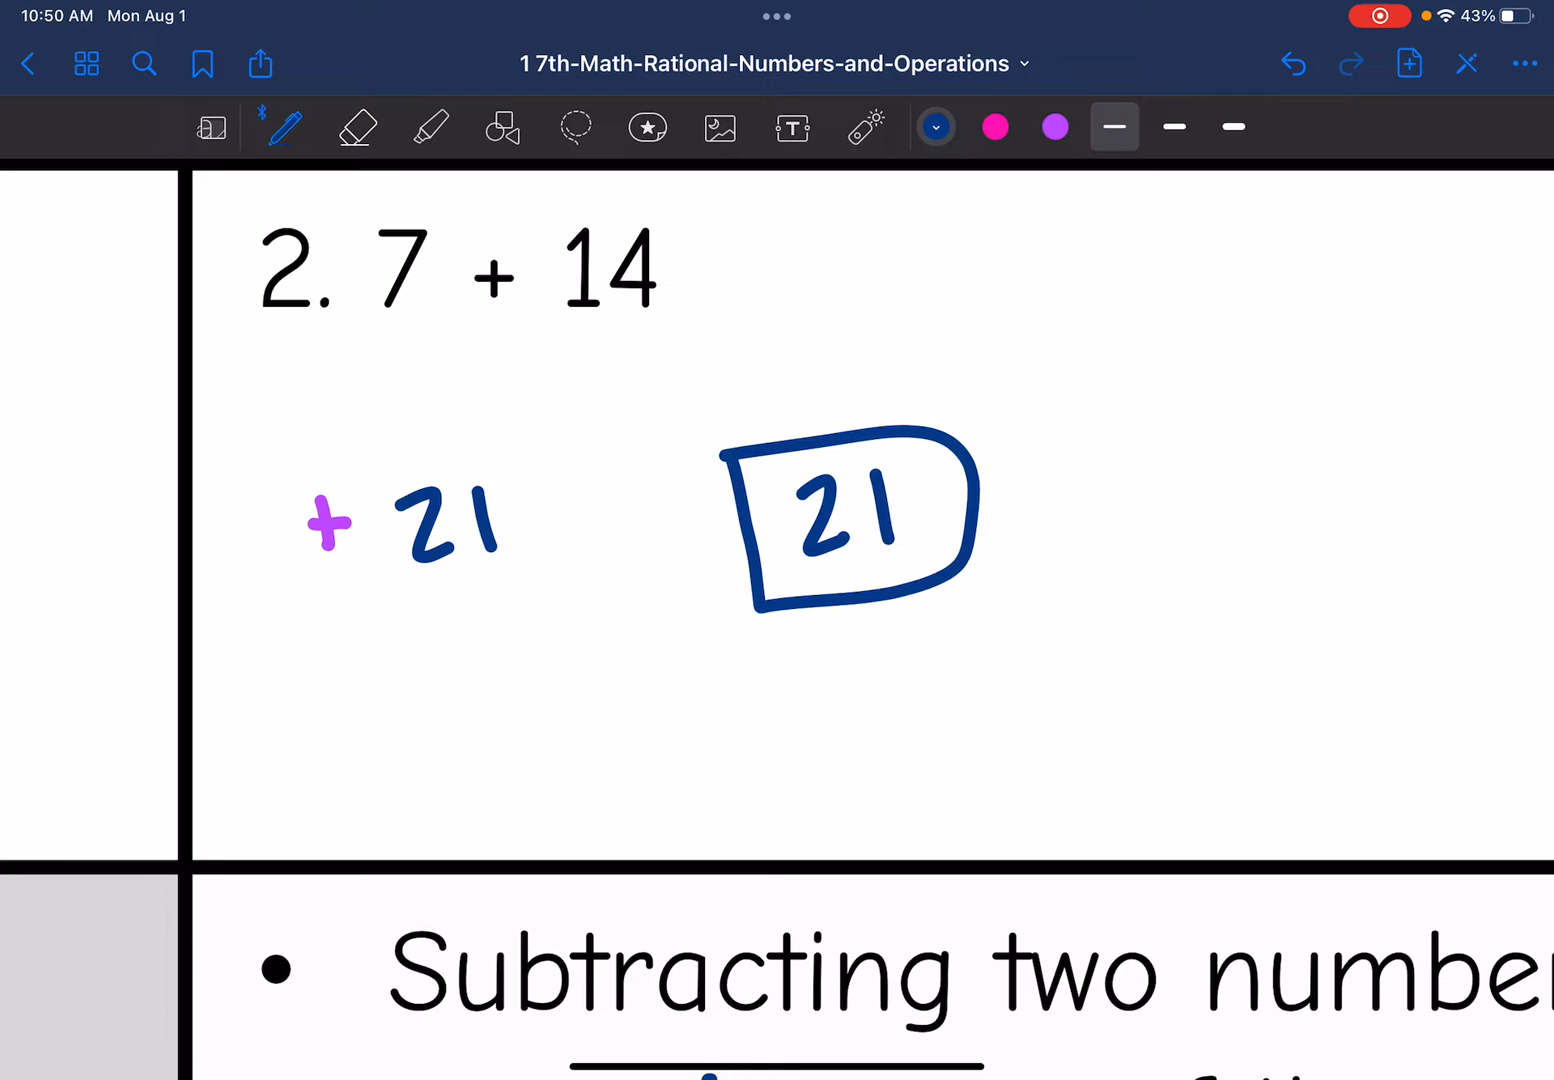 10:50 AM Mon Aug 1
43%
1 7th-Math-Rational-Numbers-and-Operations
T
2. 7 + 14
+ 21
21
• Subtracting two number